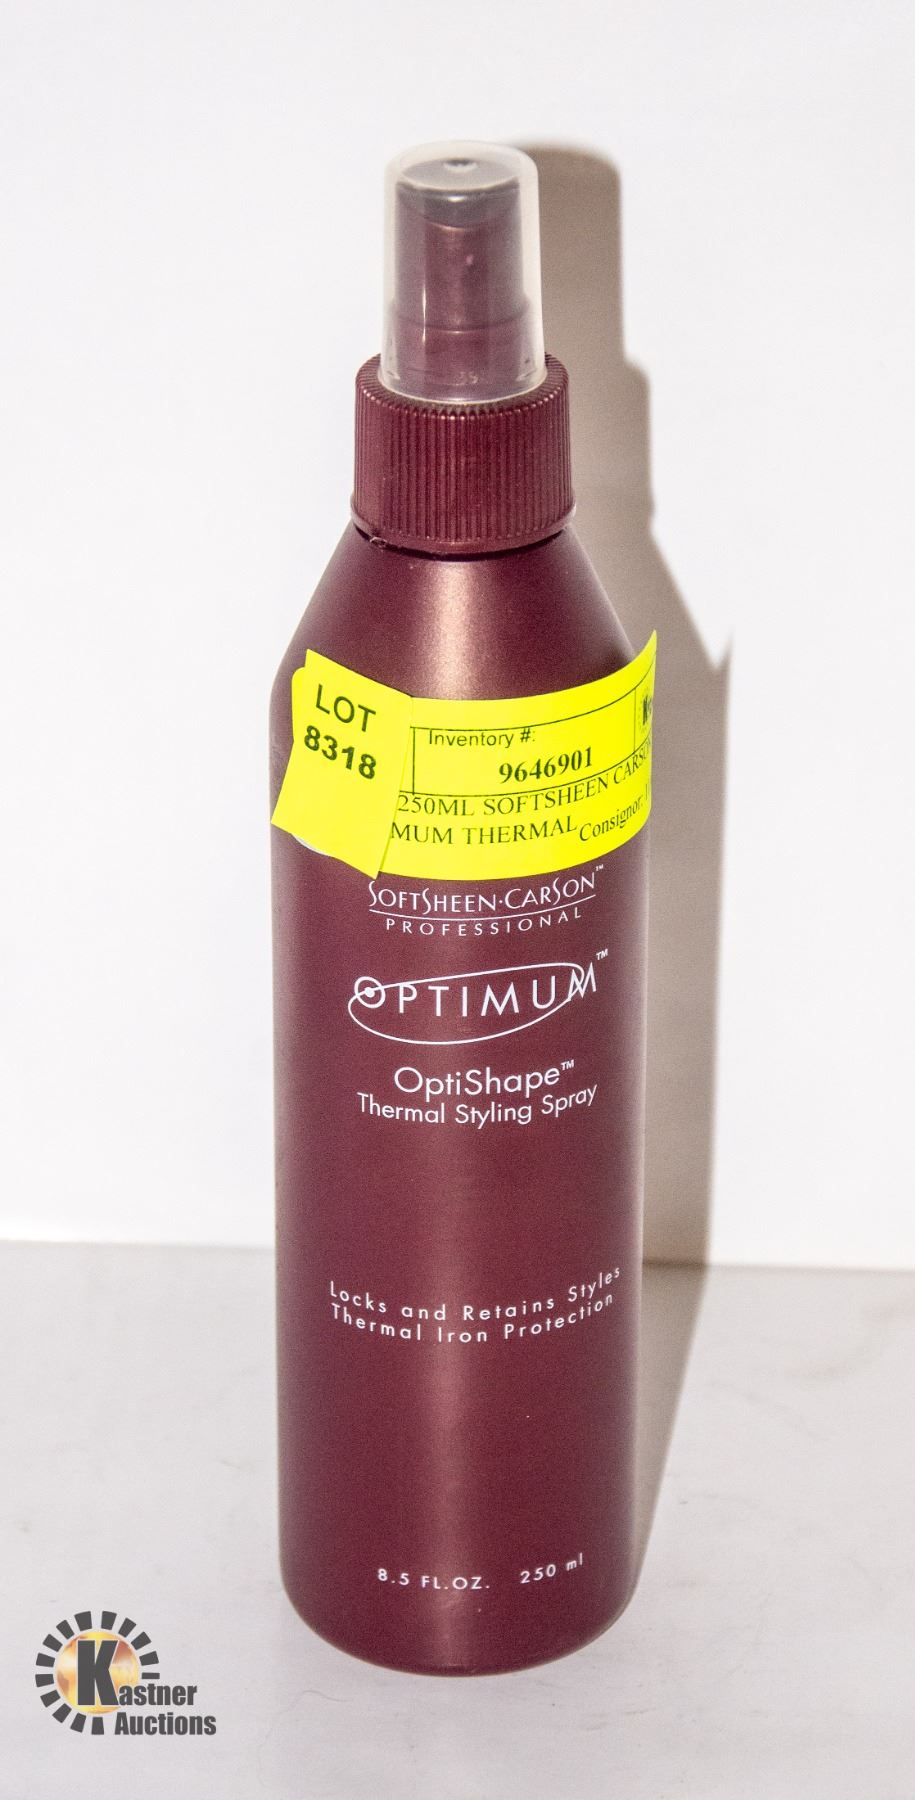 LOT
8318
Inventory #:
9646901
250ML SOFTSHEEN CARSON
MUM THERMAL
Consignor:
SOFTSHEEN·CARSON™
PROFESSIONAL
OPTIMUM™
OptiShape™
Thermal Styling Spray
Locks and Retains Styles
Thermal Iron Protection
8.5 FL.OZ. 250 ml
Kastner
Auctions